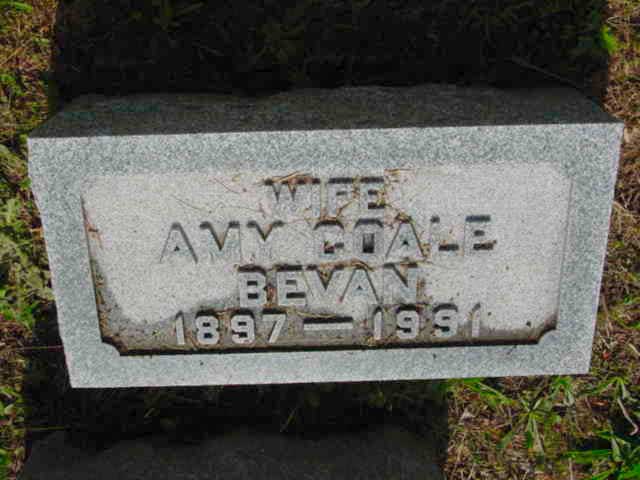 WIFE
AMY COALE
BEVAN
1897 — 1991